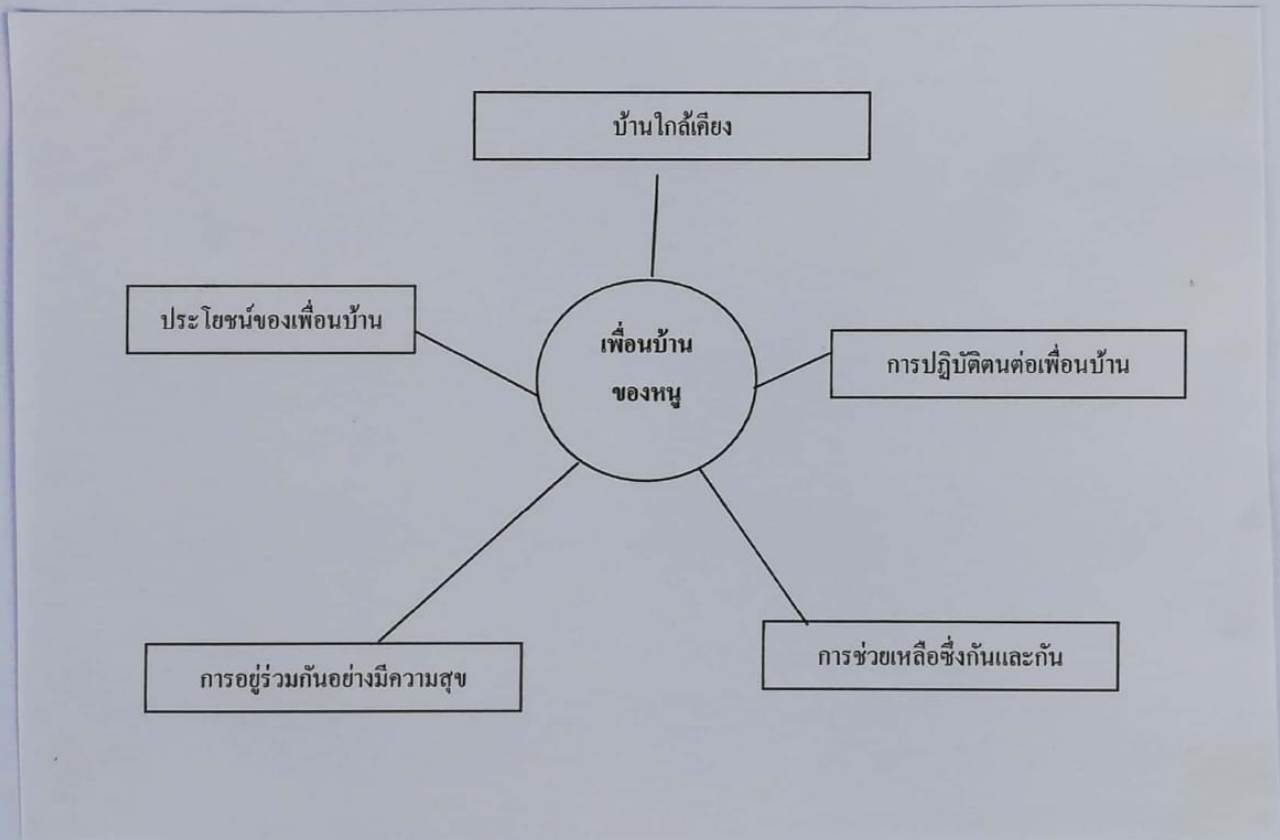 บ้านใกล้เคียง
ประโยชน์ของเพื่อนบ้าน
เพื่อนบ้าน
ของหนู
การปฏิบัติตนต่อเพื่อนบ้าน
การอยู่ร่วมกันอย่างมีความสุข
การช่วยเหลือซึ่งกันและกัน